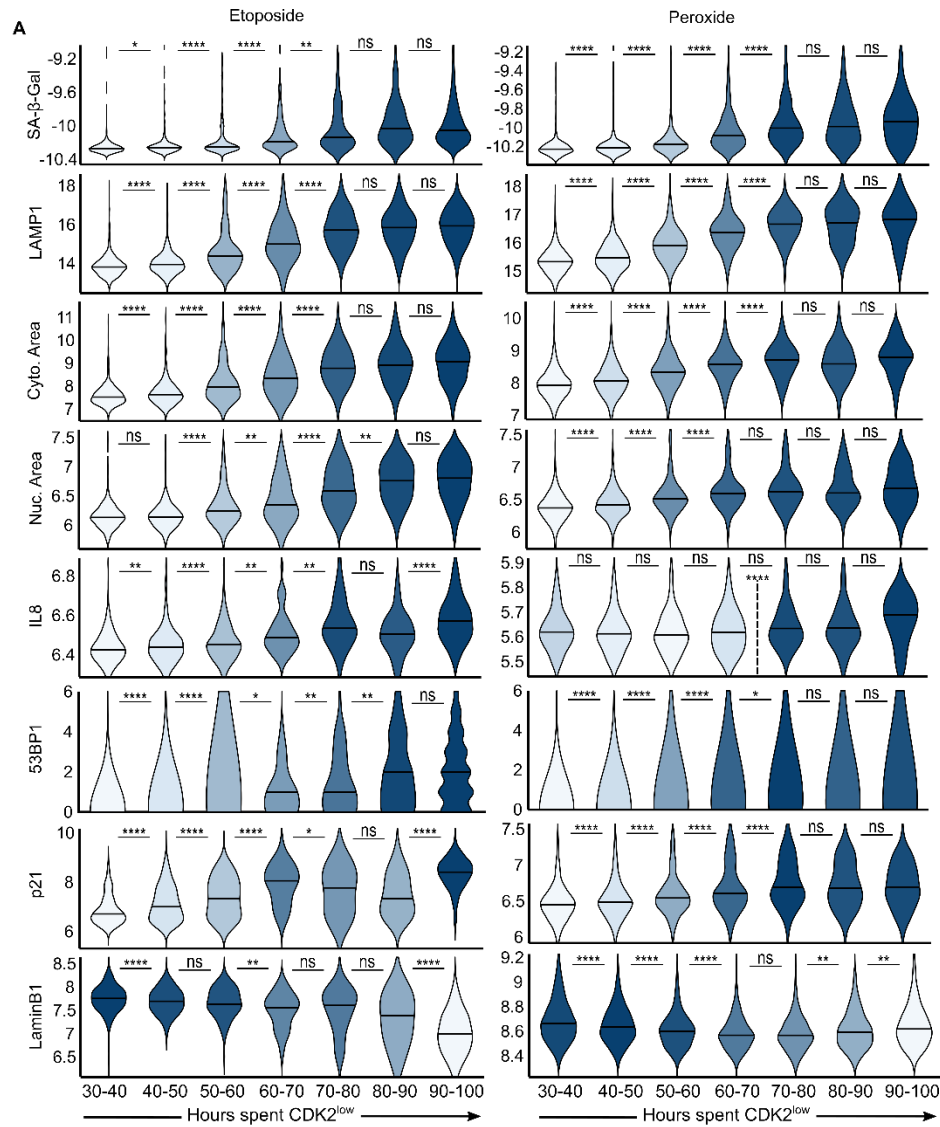 A
Etoposide
Peroxide
SA-β-Gal
-9.2
-9.6
-10
-10.4
* **** **** ** ns ns
-9.2
-9.4
-9.6
-9.8
-10
-10.2
**** **** **** **** ns ns
LAMP1
18
16
14
**** **** **** **** ns ns
18
17
16
15
**** **** **** **** ns ns
Cyto. Area
11
10
9
8
7
**** **** **** **** ns ns
10
9
8
7
**** **** **** **** ns ns
Nuc. Area
7.5
7
6.5
6
ns **** ** **** ** ns
7.5
7
6.5
6
**** **** **** ns ns ns
IL8
6.8
6.6
6.4
** **** ** ** ns ****
5.9
5.8
5.7
5.6
5.5
ns ns ns ns ns ns
****
53BP1
6
4
2
0
**** **** * ** ** ns
6
4
2
0
**** **** **** * ns ns
p21
10
8
6
**** **** **** * ns ****
7.5
7
6.5
6
**** **** **** **** ns ns
LaminB1
8.5
8
7.5
7
6.5
**** ns ** ns ns ****
9.2
9
8.8
8.6
8.4
**** **** **** ns ** **
30-40 40-50 50-60 60-70 70-80 80-90 90-100
30-40 40-50 50-60 60-70 70-80 80-90 90-100
Hours spent CDK2low
Hours spent CDK2low